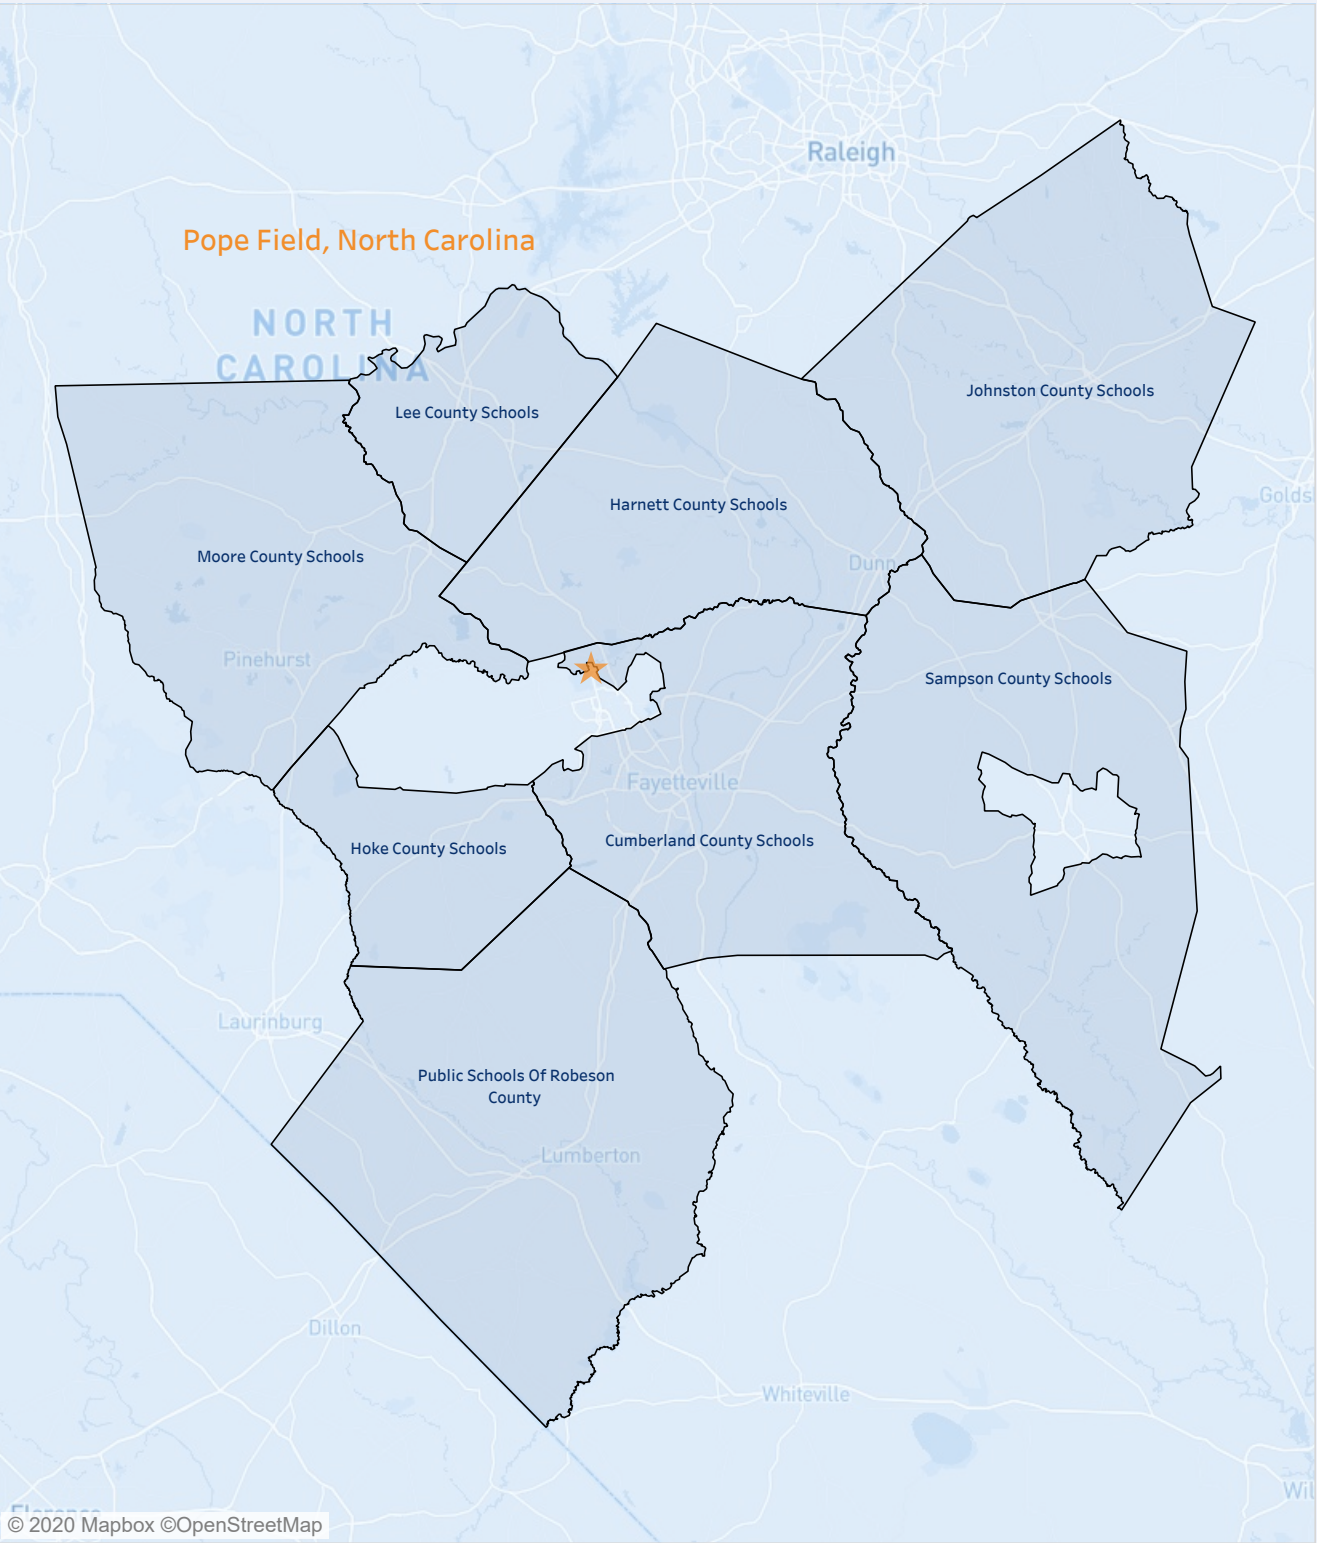 Raleigh
Pope Field, North Carolina
NORTH
CAROLINA
Johnston County Schools
Lee County Schools
Harnett County Schools
Golds
Moore County Schools
Dunn
Pinehurst
Sampson County Schools
Fayetteville
Cumberland County Schools
Hoke County Schools
Laurinburg
Public Schools Of Robeson
County
Lumberton
Dillon
Whiteville
Wil
Florence
© 2020 Mapbox ©OpenStreetMap